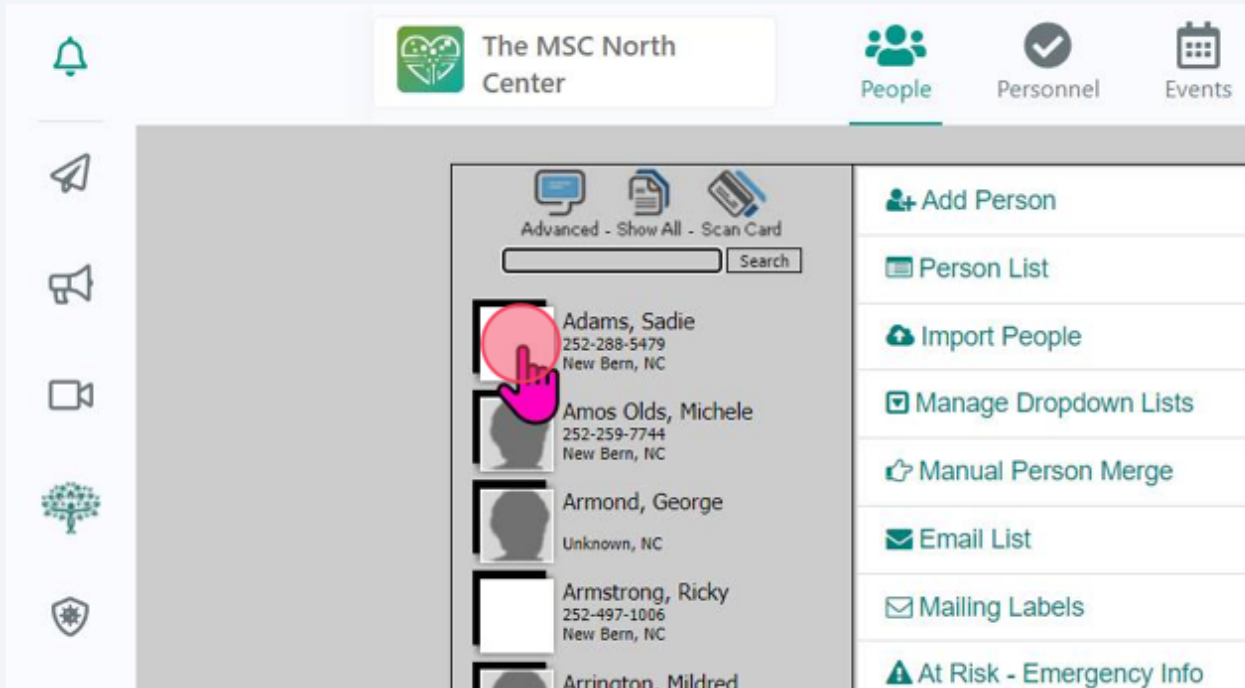 The MSC North
Center
People
Personnel
Events
Advanced - Show All - Scan Card
Search
Adams, Sadie
252-288-5479
New Bern, NC
Amos Olds, Michele
252-259-7744
New Bern, NC
Armond, George
Unknown, NC
Armstrong, Ricky
252-497-1006
New Bern, NC
Arrington, Mildred
Add Person
Person List
Import People
Manage Dropdown Lists
Manual Person Merge
Email List
Mailing Labels
At Risk - Emergency Info